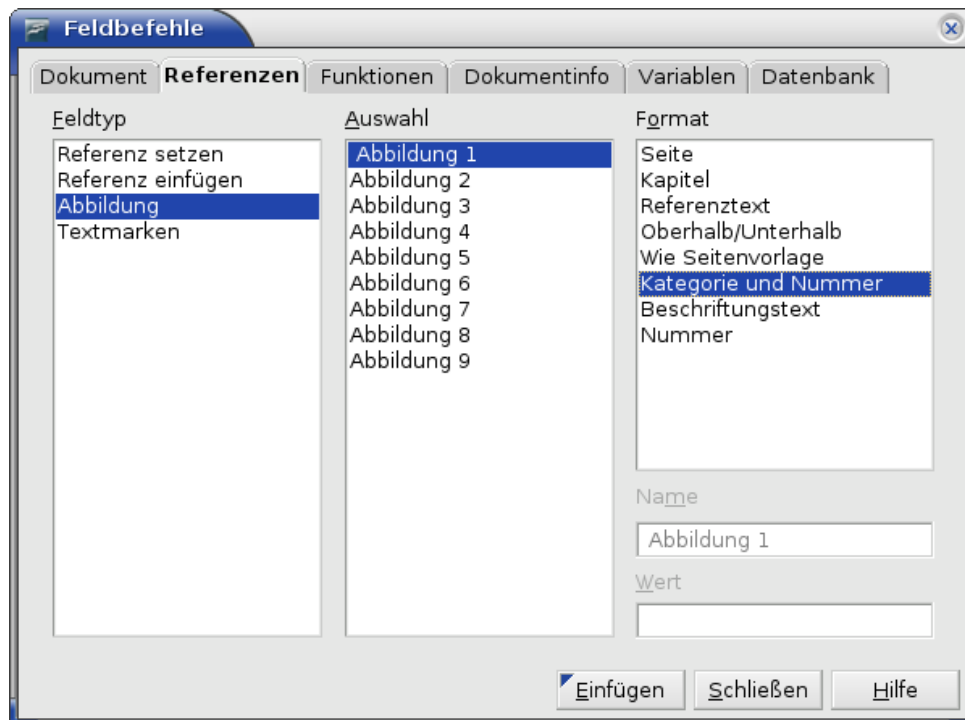 Feldbefehle
Dokument Referenzen Funktionen Dokumentinfo Variablen Datenbank
Feldtyp
Referenz setzen
Referenz einfügen
Abbildung
Textmarken
Auswahl
Abbildung 1
Abbildung 2
Abbildung 3
Abbildung 4
Abbildung 5
Abbildung 6
Abbildung 7
Abbildung 8
Abbildung 9
Format
Seite
Kapitel
Referenztext
Oberhalb/Unterhalb
Wie Seitenvorlage
Kategorie und Nummer
Beschriftungstext
Nummer
Name
Abbildung 1
Wert
Einfügen Schließen Hilfe